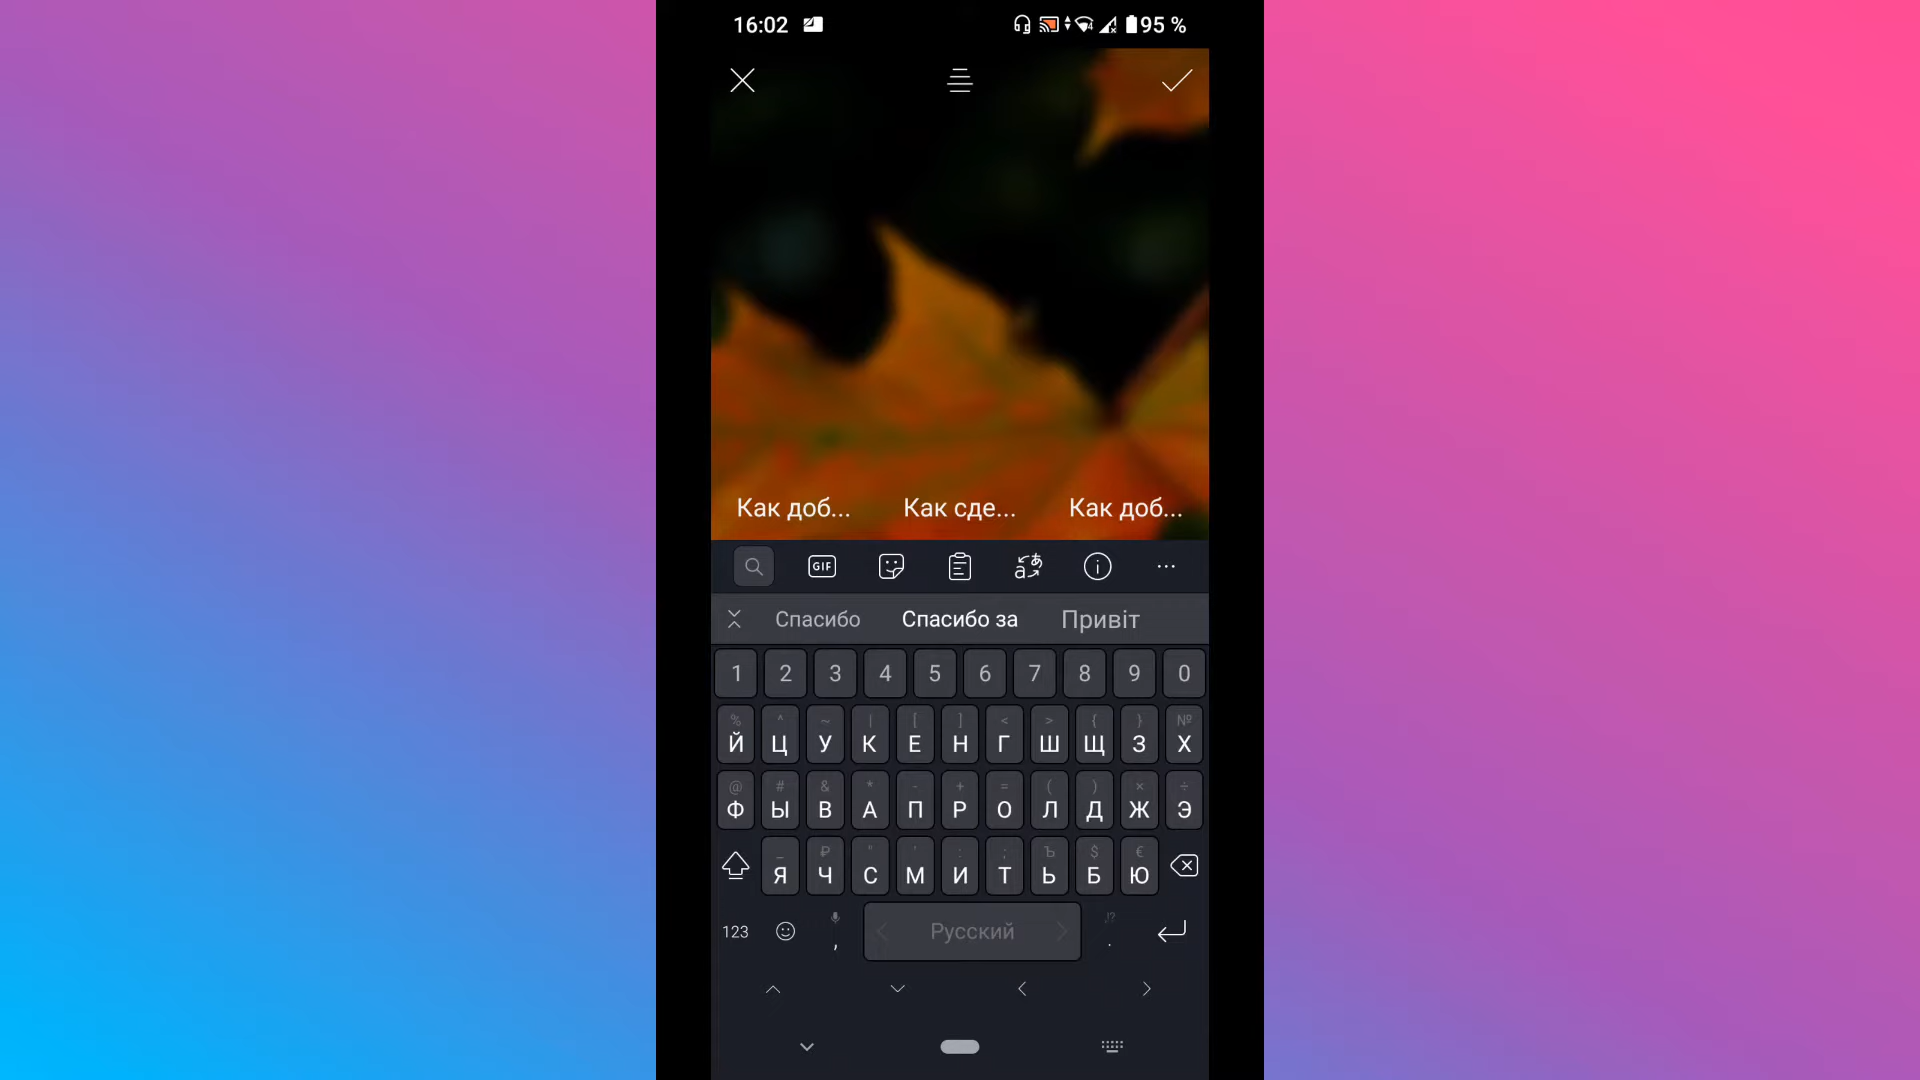 16:02 95 %
Как доб... Как сде... Как доб...
GIF
Спасибо Спасибо за Привіт
1 2 3 4 5 6 7 8 9 0
% ^ ~ | [ ] < > { } №
Й Ц У К Е Н Г Ш Щ З Х
@ # & * - + = ( ) × ÷
Ф Ы В А П Р О Л Д Ж Э
_ ₽ " ' : ; Ъ $ €
Я Ч С М И Т Ь Б Ю
,!?
123 , Русский .